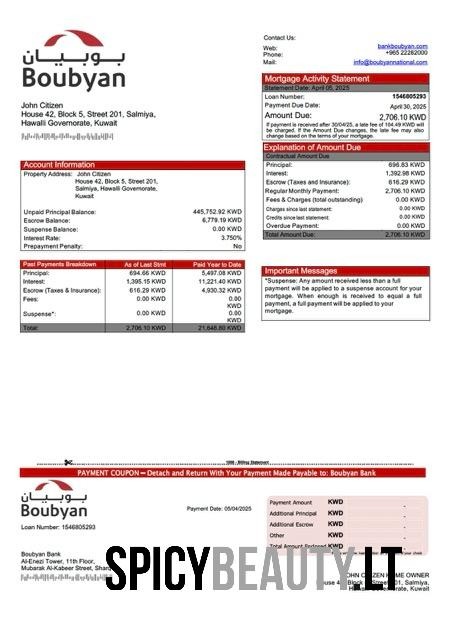 بوبيان
Boubyan
Contact Us:
Web: bankboubyan.com
Phone: +965 22282000
Mail: info@boubyannational.com
John Citizen
House 42, Block 5, Street 201, Salmiya,
Hawalli Governorate, Kuwait
Mortgage Activity Statement
Statement Date: April 05, 2025
Loan Number: 1546805293
Payment Due Date: April 30, 2025
Amount Due: 2,706.10 KWD
If payment is received after 30/04/25, a late fee of 104.49 KWD will
be charged. If the Amount Due changes, the late fee may also
change based on the terms of your mortgage.
Explanation of Amount Due
Contractual Amount Due
Principal: 696.83 KWD
Interest: 1,392.98 KWD
Escrow (Taxes and Insurance): 616.29 KWD
Regular Monthly Payment: 2,706.10 KWD
Fees & Charges (total outstanding): 0.00 KWD
Charges since last statement: 0.00 KWD
Credits since last statement: 0.00 KWD
Overdue Payment: 0.00 KWD
Total Amount Due: 2,706.10 KWD
Account Information
Property Address: John Citizen
House 42, Block 5, Street 201,
Salmiya, Hawalli Governorate,
Kuwait
Unpaid Principal Balance: 445,752.92 KWD
Escrow Balance: 6,779.19 KWD
Suspense Balance: 0.00 KWD
Interest Rate: 3.750%
Prepayment Penalty: No
Past Payments Breakdown As of Last Stmt Paid Year to Date
Principal: 694.66 KWD 5,497.08 KWD
Interest: 1,395.15 KWD 11,221.40 KWD
Escrow (Taxes & Insurance): 616.29 KWD 4,930.32 KWD
Fees: 0.00 KWD 0.00
KWD
Suspense*: 0.00 KWD 0.00
KWD
Total: 2,706.10 KWD 21,648.80 KWD
Important Messages
*Suspense: Any amount received less than a full
payment will be applied to a suspense account for your
mortgage. When enough is received to equal a full
payment, a full payment will be applied to your
mortgage.
Billing Statement
PAYMENT COUPON – Detach and Return With Your Payment Made Payable to: Boubyan Bank
بوبيان
Boubyan
Loan Number: 1546805293
Payment Date: 05/04/2025
Payment Amount KWD -
Additional Principal KWD -
Additional Escrow KWD
Other KWD -
Total Amount Enclosed KWD
Boubyan Bank
Al-Enezi Tower, 11th Floor,
Mubarak Al-Kabeer Street,
JOHN CITIZEN HOME OWNER
SPICYBEAUTY.LT